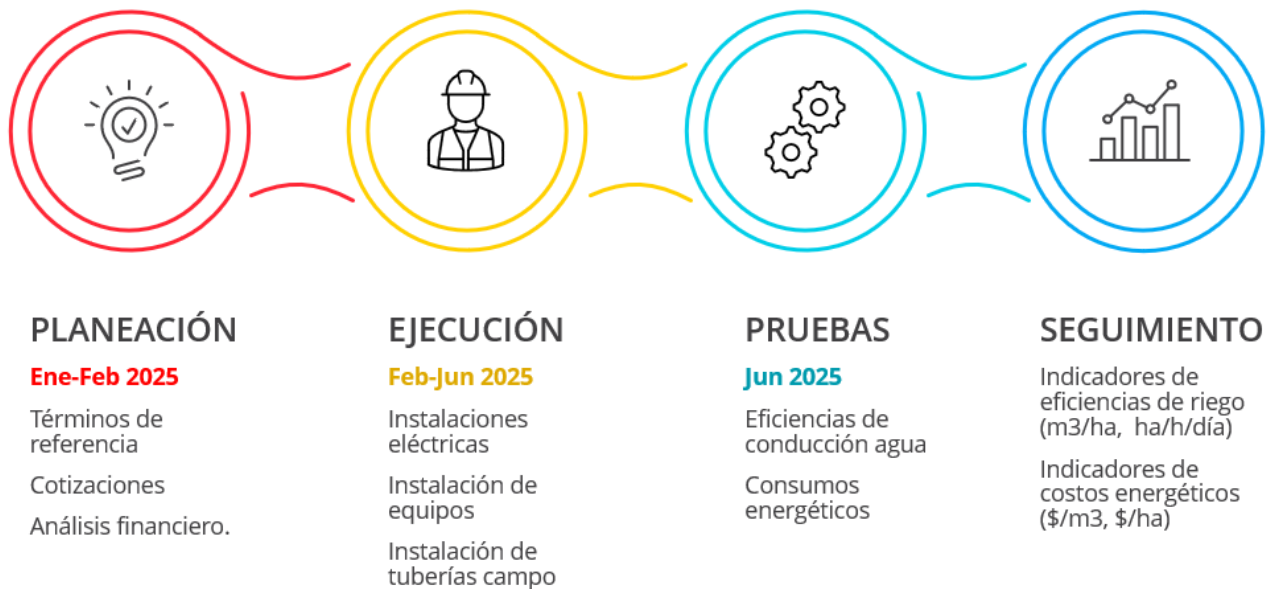 PLANEACIÓN
Ene-Feb 2025
Términos de
referencia
Cotizaciones
Análisis financiero.
EJECUCIÓN
Feb-Jun 2025
Instalaciones
eléctricas
Instalación de
equipos
Instalación de
tuberías campo
PRUEBAS
Jun 2025
Eficiencias de
conducción agua
Consumos
energéticos
SEGUIMIENTO
Indicadores de
eficiencias de riego
(m3/ha,  ha/h/día)
Indicadores de
costos energéticos
($/m3, $/ha)